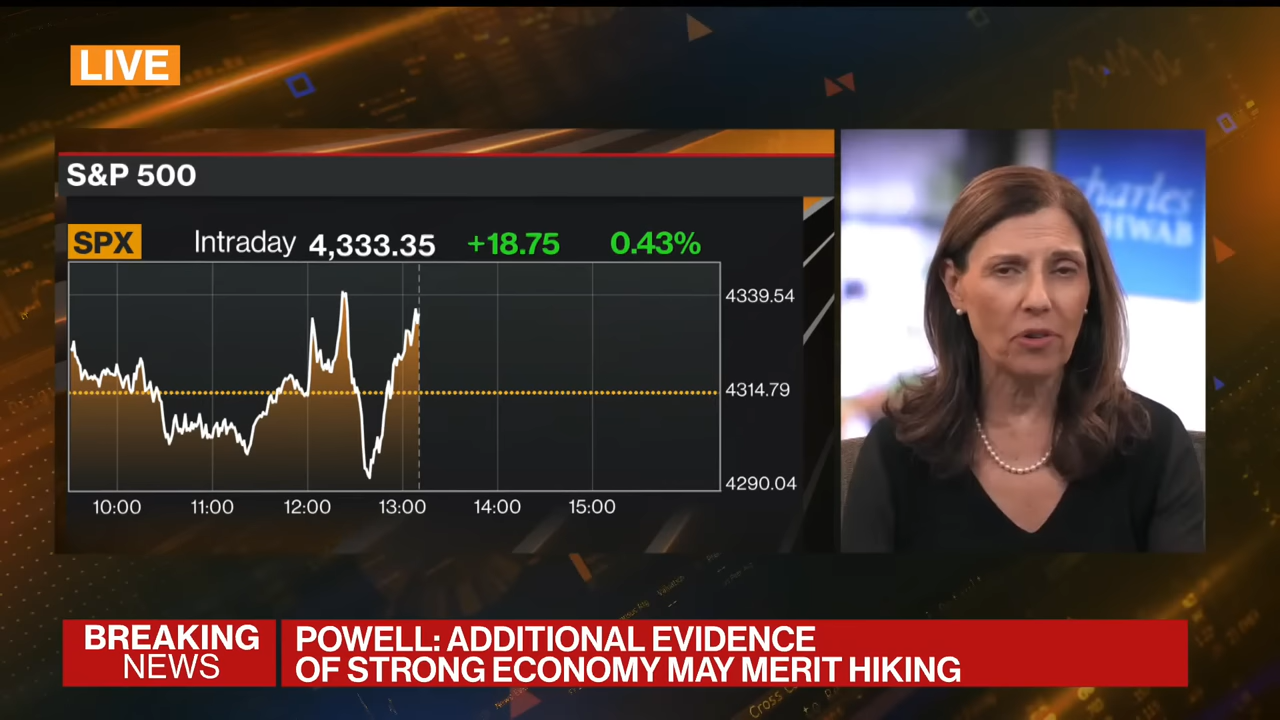 LIVE
S&P 500
SPX Intraday 4,333.35 +18.75 0.43%
4339.54
4314.79
4290.04
10:00 11:00 12:00 13:00 14:00 15:00
charles
SCHWAB
BREAKING
NEWS
POWELL: ADDITIONAL EVIDENCE
OF STRONG ECONOMY MAY MERIT HIKING